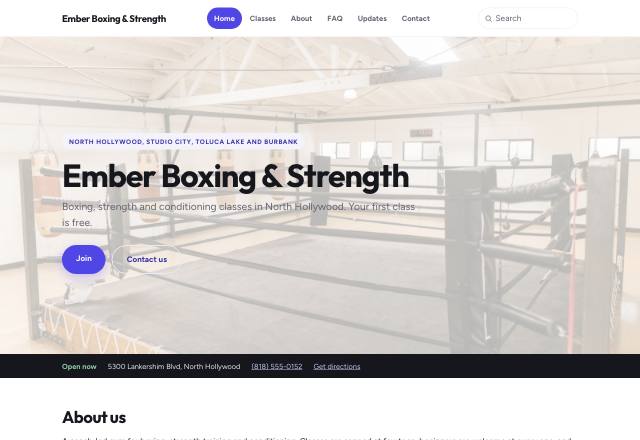 Ember Boxing & Strength
Home Classes About FAQ Updates Contact
Search
NORTH HOLLYWOOD, STUDIO CITY, TOLUCA LAKE AND BURBANK
Ember Boxing & Strength
Boxing, strength and conditioning classes in North Hollywood. Your first class
is free.
Join Contact us
Open now 5300 Lankershim Blvd, North Hollywood (818) 555-0152 Get directions
About us